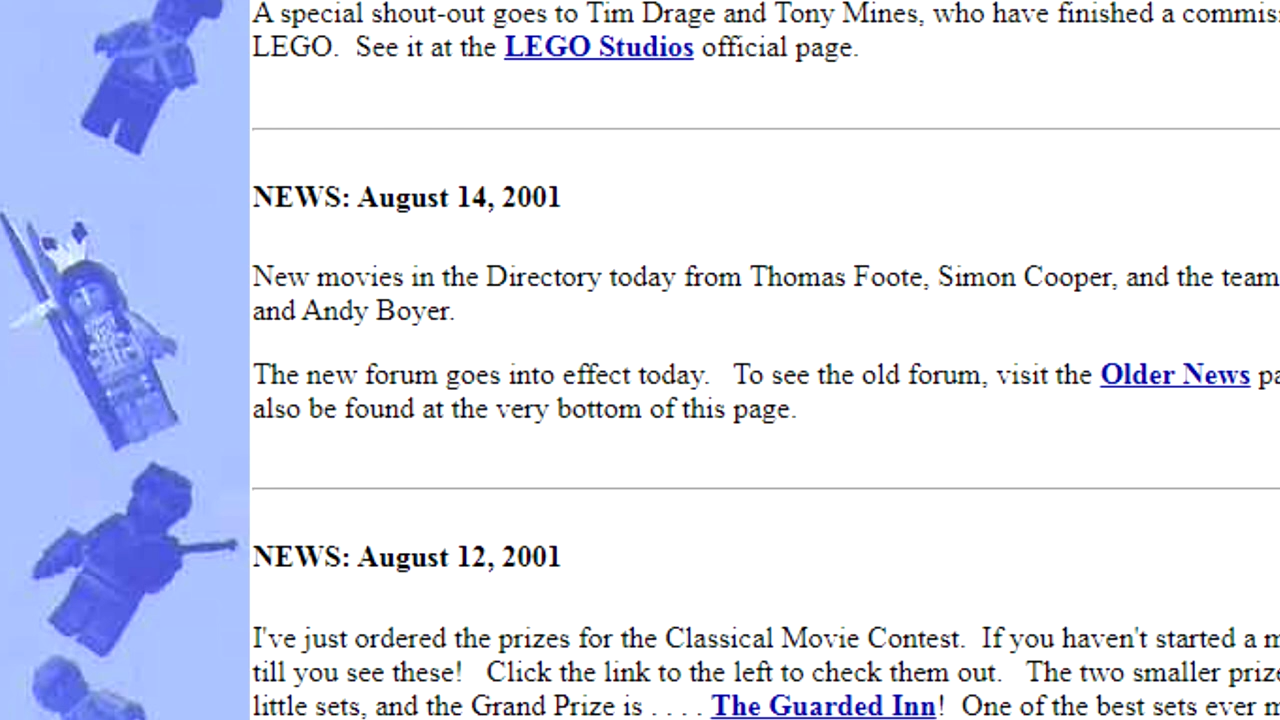 A special shout-out goes to Tim Drage and Tony Mines, who have finished a
LEGO.  See it at the LEGO Studios official page.
NEWS: August 14, 2001
New movies in the Directory today from Thomas Foote, Simon Cooper, and the team
and Andy Boyer.
The new forum goes into effect today.   To see the old forum, visit the Older News
also be found at the very bottom of this page.
NEWS: August 12, 2001
I've just ordered the prizes for the Classical Movie Contest.  If you haven't started a
till you see these!   Click the link to the left to check them out.   The two smaller
little sets, and the Grand Prize is . . . . The Guarded Inn!  One of the best sets ever